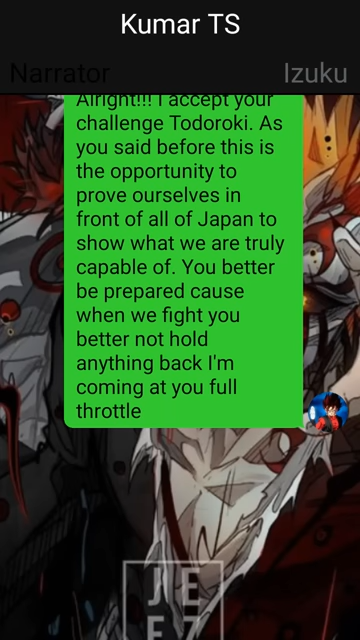 Kumar TS
Narrator
Izuku
Alright!!! I accept your
challenge Todoroki. As
you said before this is
the opportunity to
prove ourselves in
front of all of Japan to
show what we are truly
capable of. You better
be prepared cause
when we fight you
better not hold
anything back I'm
coming at you full
throttle
J E